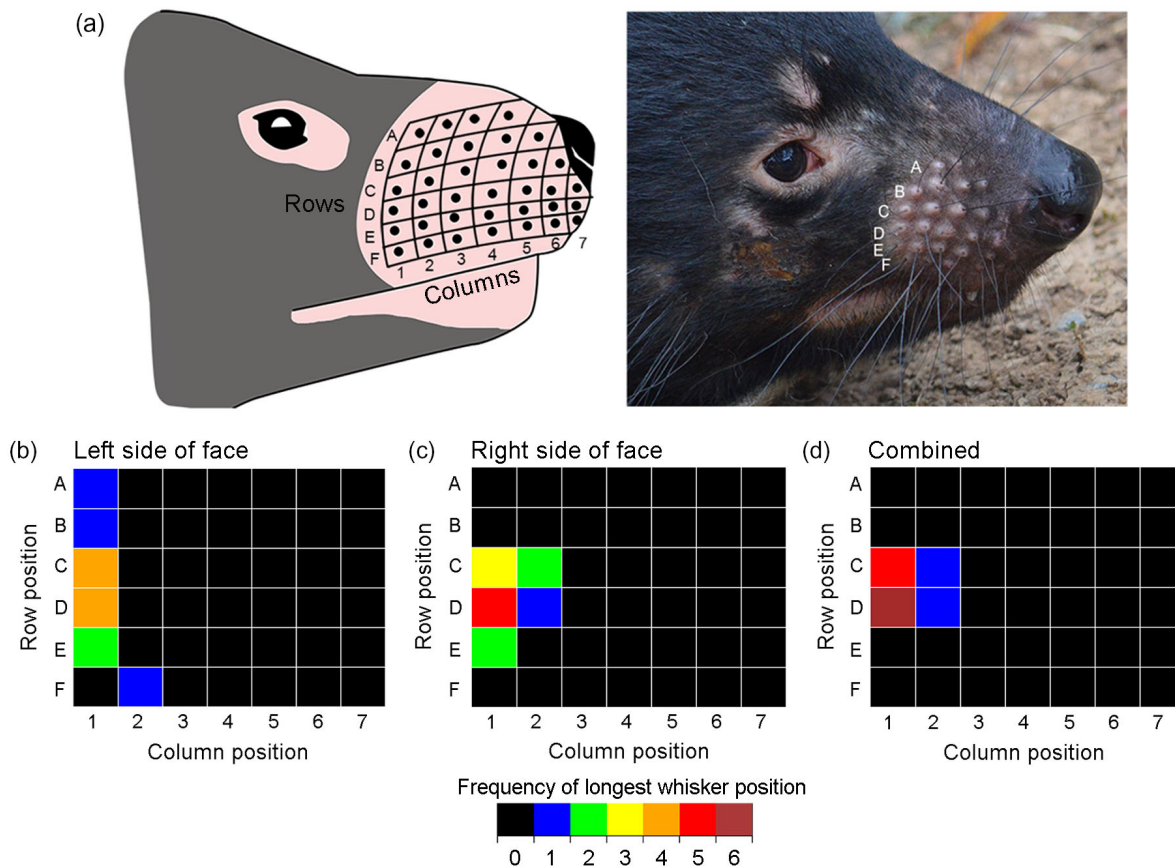 (a)
A
B
C
D
E
F
Rows
1 2 3 4 5 6 7
Columns
A
B
C
D
E
F
(b) Left side of face
Row position
A
B
C
D
E
F
1 2 3 4 5 6 7
Column position
(c) Right side of face
Row position
A
B
C
D
E
F
1 2 3 4 5 6 7
Column position
(d) Combined
Row position
A
B
C
D
E
F
1 2 3 4 5 6 7
Column position
Frequency of longest whisker position
0 1 2 3 4 5 6